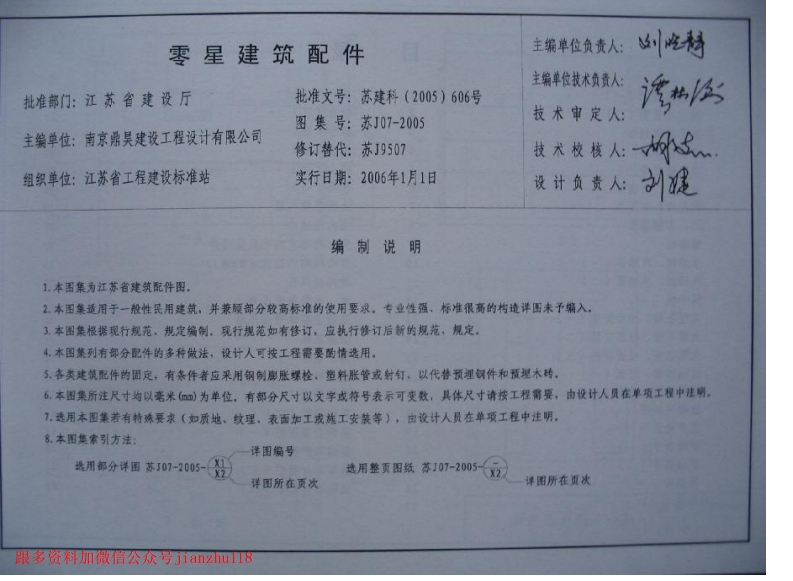 零星建筑配件
批准部门：江苏省建设厅
主编单位：南京鼎昊建设工程设计有限公司
组织单位：江苏省工程建设标准站
批准文号：苏建科(2005)606号
图集号：苏J07-2005
修订替代：苏J9507
实行日期：2006年1月1日
主编单位负责人：
主编单位技术负责人：
技术审定人：
技术校核人：
设计负责人：刘婕
编制说明
1.本图集为江苏省建筑配件图。
2.本图集适用于一般性民用建筑，并兼顾部分较高标准的使用要求。专业性强、标准很高的构造详图未予编入。
3.本图集根据现行规范、规定编制。现行规范如有修订，应执行修订后新的规范、规定。
4.本图集列有部分配件的多种做法，设计人可按工程需要酌情选用。
5.各类建筑配件的固定，有条件者应采用钢制膨胀螺栓、塑料胀管或射钉，以代替预埋钢件和预埋木砖。
6.本图集所注尺寸均以毫米(mm)为单位。有部分尺寸以文字或符号表示可变数，具体尺寸请按工程需要，由设计人员在单项工程中注明。
7.选用本图集若有特殊要求（如质地、纹理、表面加工或施工安装等），由设计人员在单项工程中注明。
8.本图集索引方法：
选用部分详图 苏J07-2005-
X1
X2
详图编号
详图所在页次
选用整页图纸 苏J07-2005-
－
X2
详图所在页次
跟多资料加微信公众号jianzhu118